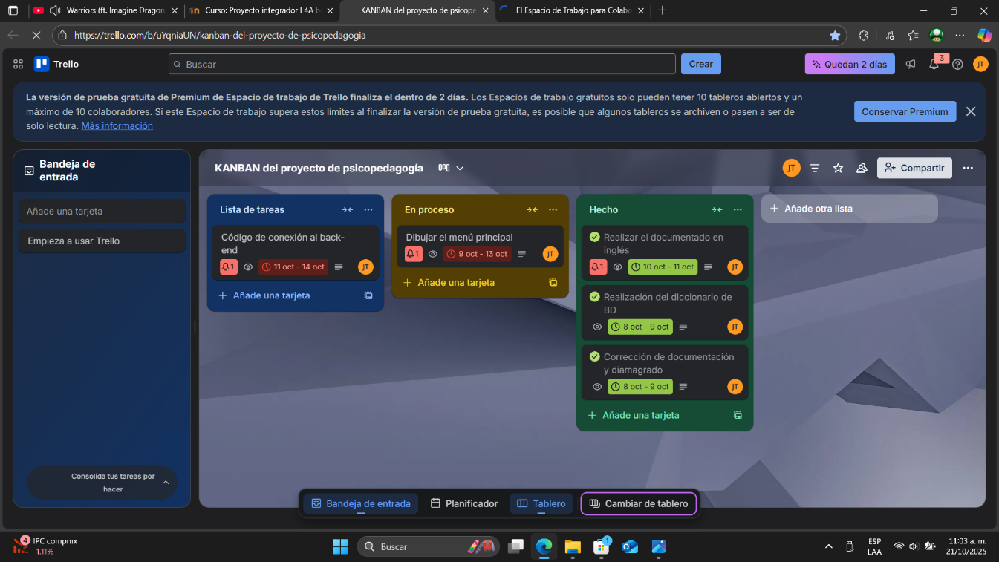 Warriors (ft. Imagine Dragon
Curso: Proyecto integrador I 4A b
KANBAN del proyecto de psicope
El Espacio de Trabajo para Colabo
https://trello.com/b/uYqniaUN/kanban-del-proyecto-de-psicopedagogia
Trello
Buscar
Crear
Quedan 2 días
3
JT
La versión de prueba gratuita de Premium de Espacio de trabajo de Trello finaliza el dentro de 2 días. Los Espacios de trabajo gratuitos solo pueden tener 10 tableros abiertos y un
máximo de 10 colaboradores. Si este Espacio de trabajo supera estos límites al finalizar la versión de prueba gratuita, es posible que algunos tableros se archiven o pasen a ser de
solo lectura. Más información
Conservar Premium
Bandeja de
entrada
Añade una tarjeta
Empieza a usar Trello
Consolida tus tareas por
hacer
KANBAN del proyecto de psicopedagogía
JT
Compartir
Lista de tareas
Código de conexión al back-
end
1
11 oct - 14 oct
JT
Añade una tarjeta
En proceso
Dibujar el menú principal
1
9 oct - 13 oct
JT
Añade una tarjeta
Hecho
Realizar el documentado en
inglés
1
10 oct - 11 oct
JT
Realización del diccionario de
BD
8 oct - 9 oct
JT
Corrección de documentación
y diamagrado
8 oct - 9 oct
JT
Añade una tarjeta
Añade otra lista
Bandeja de entrada
Planificador
Tablero
Cambiar de tablero
4
IPC compmx
-1.11%
Buscar
1
ESP
LAA
11:03 a. m.
21/10/2025